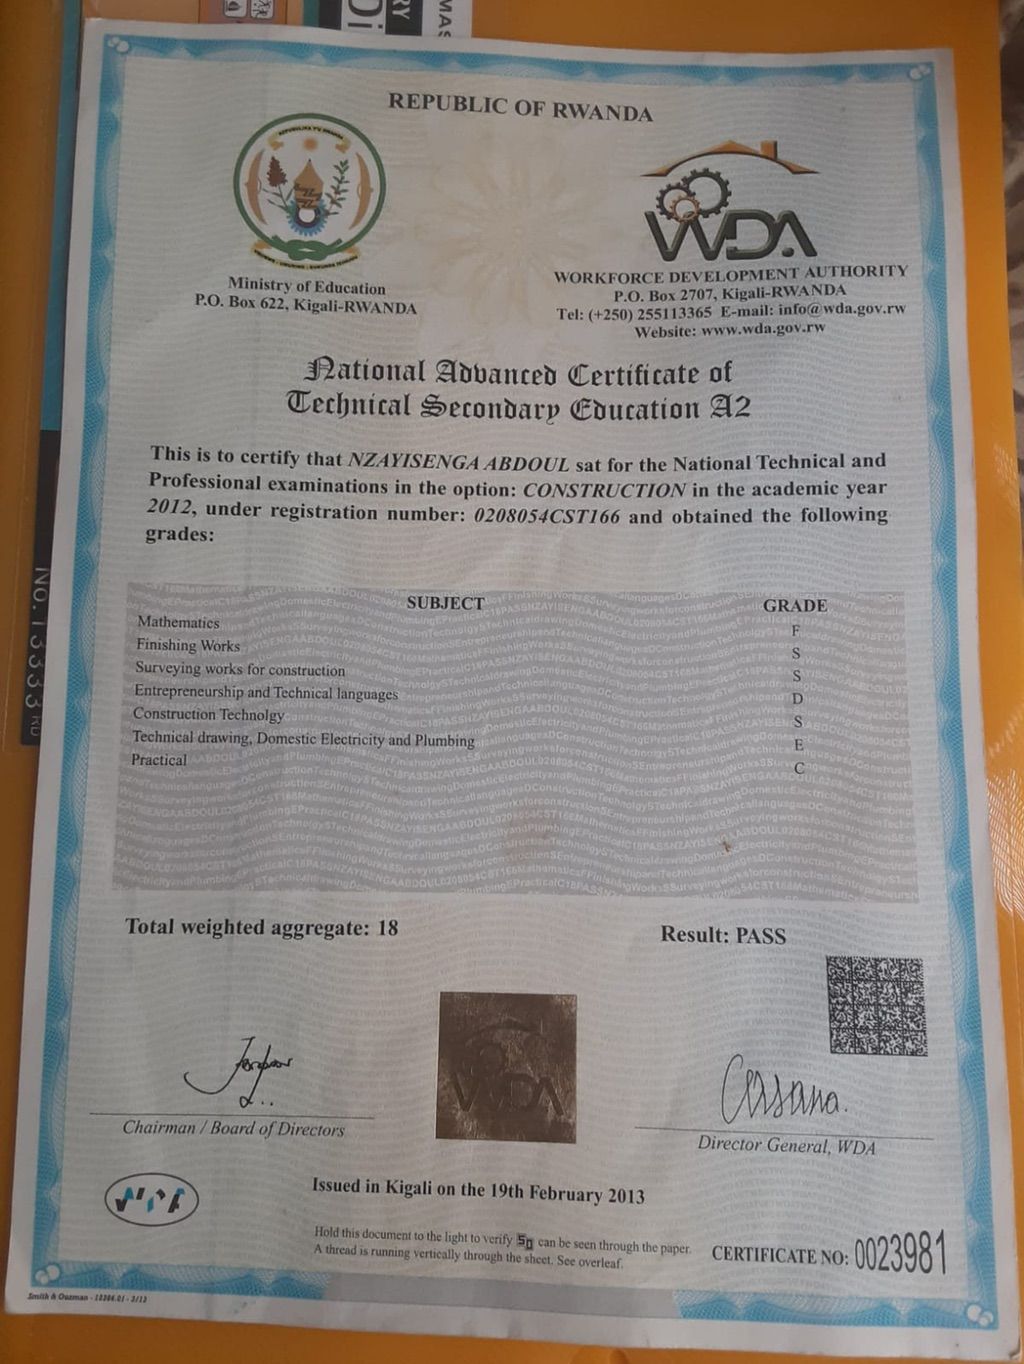 REPUBLIC OF RWANDA
Ministry of Education
P.O. Box 622, Kigali-RWANDA
WDA
WORKFORCE DEVELOPMENT AUTHORITY
P.O. Box 2707, Kigali-RWANDA
Tel: (+250) 255113365 E-mail: info@wda.gov.rw
Website: www.wda.gov.rw
National Advanced Certificate of
Technical Secondary Education A2
This is to certify that NZAYISENGA ABDOUL sat for the National Technical and
Professional examinations in the option: CONSTRUCTION in the academic year
2012, under registration number: 0208054CST166 and obtained the following
grades:
SUBJECT GRADE
Mathematics F
Finishing Works S
Surveying works for construction S
Entrepreneurship and Technical languages D
Construction Technolgy S
Technical drawing, Domestic Electricity and Plumbing E
Practical C
Total weighted aggregate: 18
Result: PASS
WDA
Chairman / Board of Directors
Director General, WDA
Issued in Kigali on the 19th February 2013
Hold this document to the light to verify can be seen through the paper.
A thread is running vertically through the sheet. See overleaf.
CERTIFICATE NO: 0023981
NO.13333RD